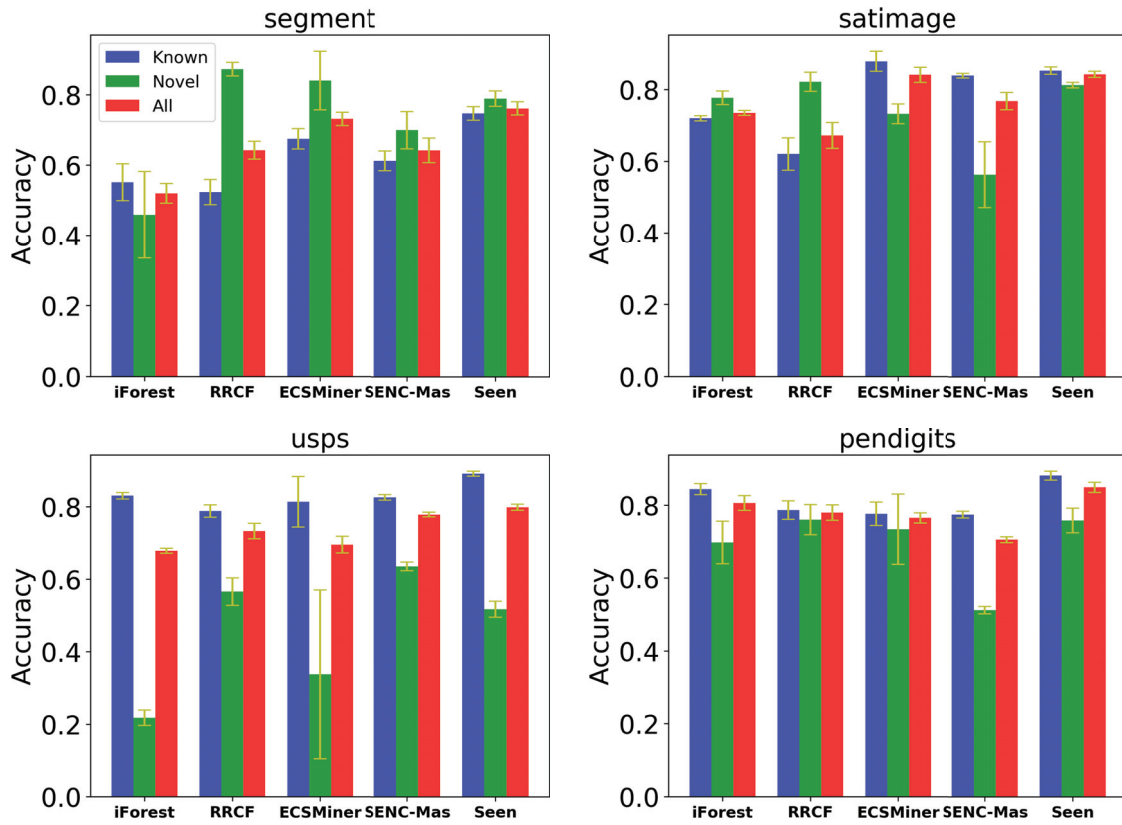 segment
Known
Novel
All
Accuracy
0.8
0.6
0.4
0.2
0.0
iForest RRCF ECSMiner SENC-Mas Seen
satimage
Accuracy
0.8
0.6
0.4
0.2
0.0
iForest RRCF ECSMiner SENC-Mas Seen
usps
Accuracy
0.8
0.6
0.4
0.2
0.0
iForest RRCF ECSMiner SENC-Mas Seen
pendigits
Accuracy
0.8
0.6
0.4
0.2
0.0
iForest RRCF ECSMiner SENC-Mas Seen